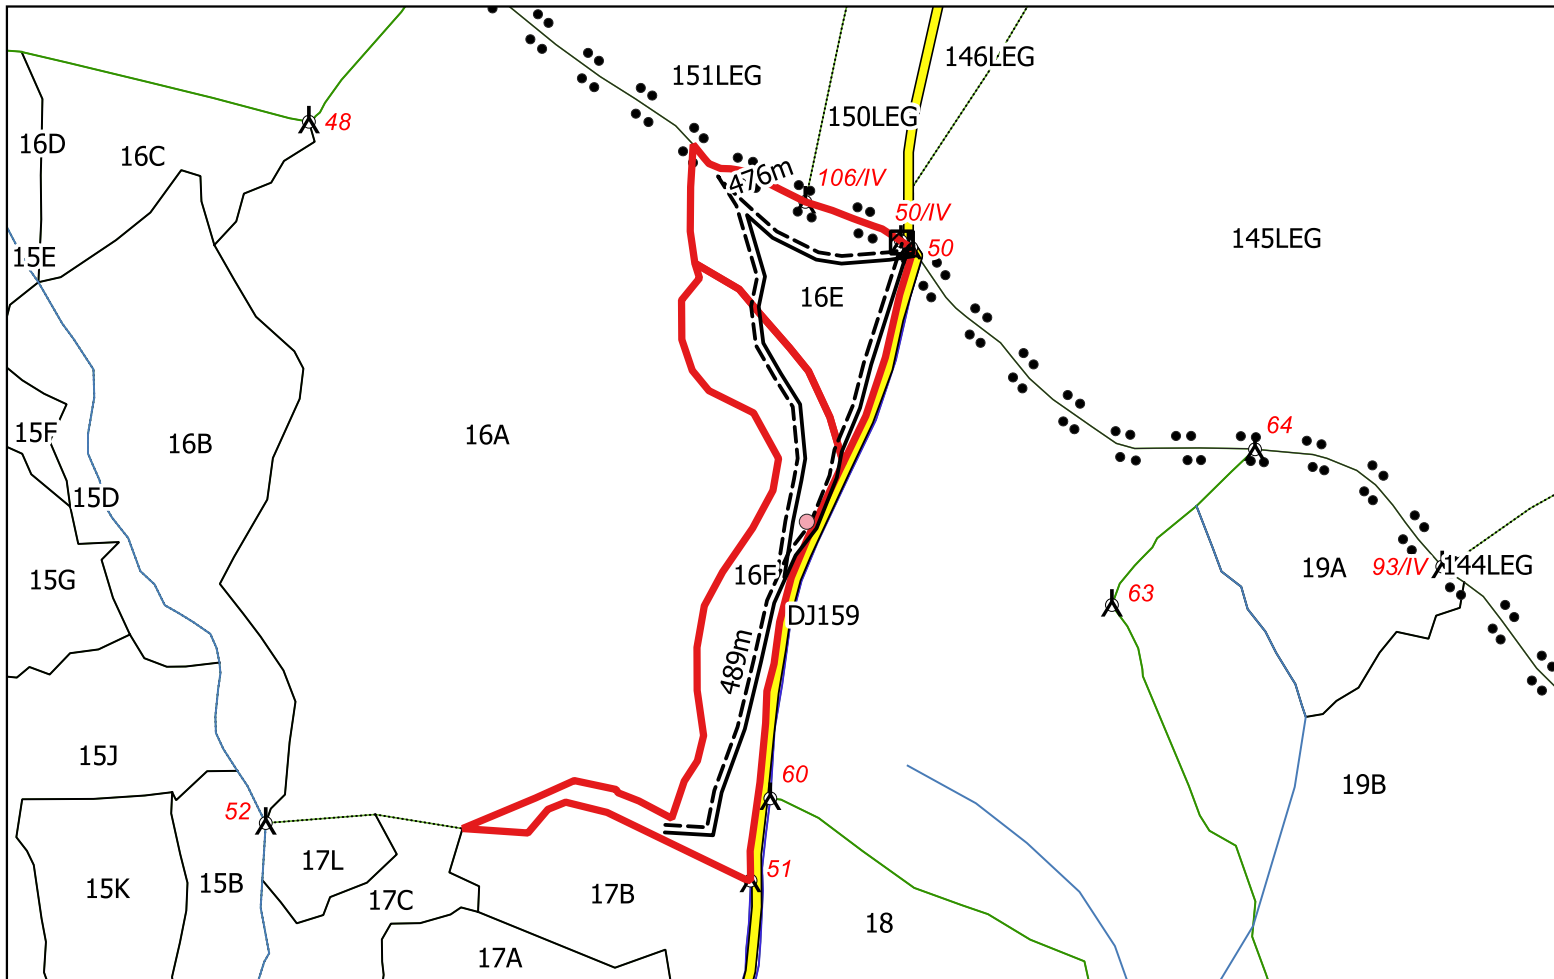 146LEG
151LEG
150LEG
48
16D
16C
476m
106/IV
50/IV
50
145LEG
15E
16E
64
15F
16B
16A
15D
93/IV
144LEG
19A
15G
16F
63
DJ159
489m
15J
60
19B
52
17L
51
15K
15B
17C
17B
18
17A